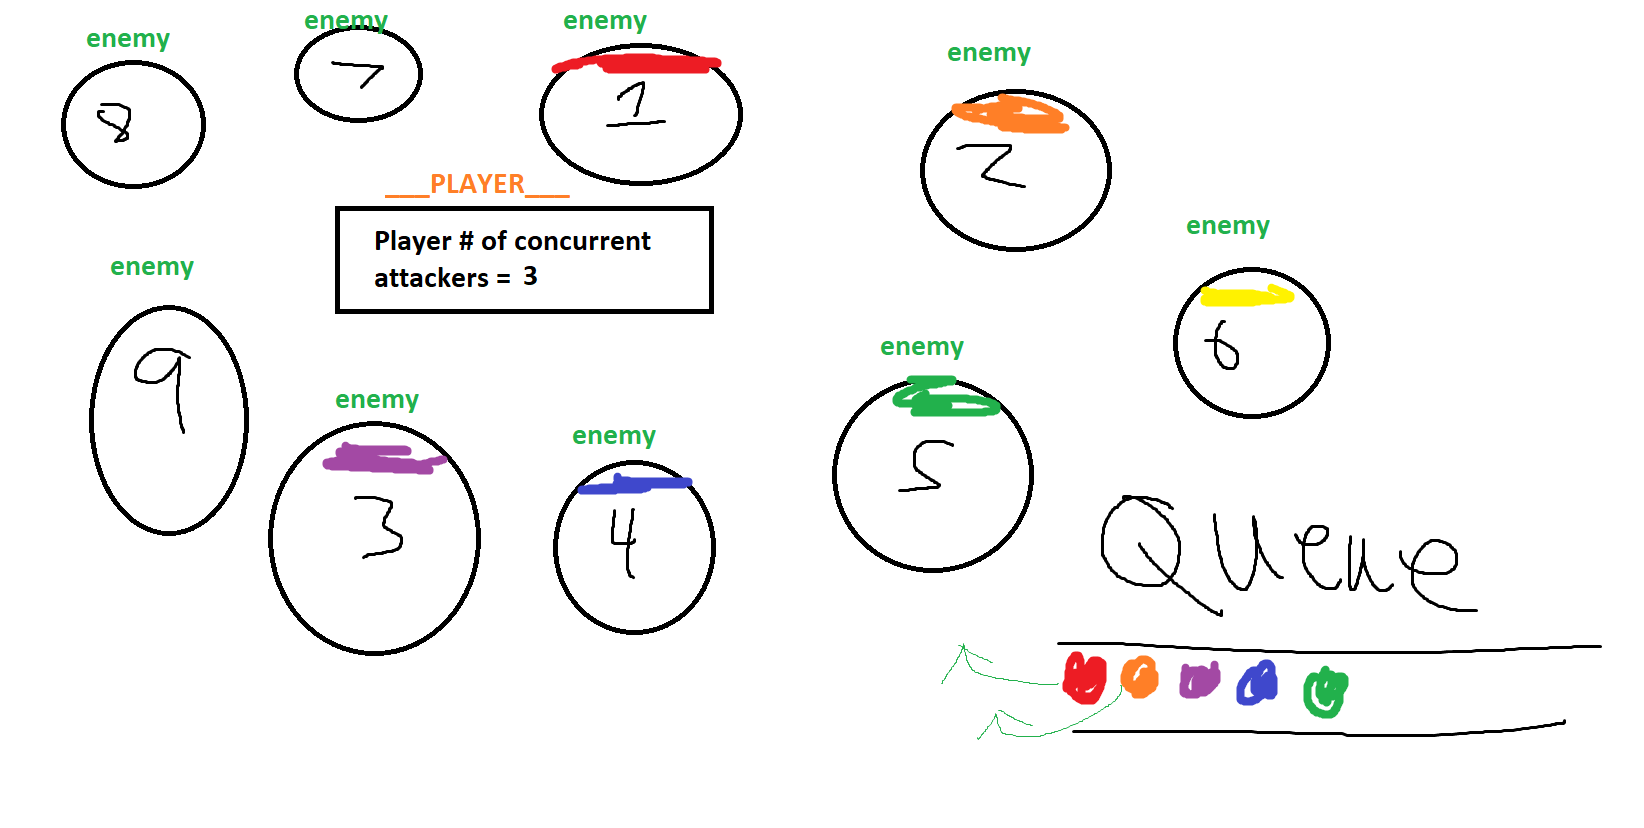 enemy
8
enemy
7
enemy
1
enemy
2
___PLAYER___
Player # of concurrent
attackers = 3
enemy
6
enemy
9
enemy
3
enemy
4
enemy
5
Queue